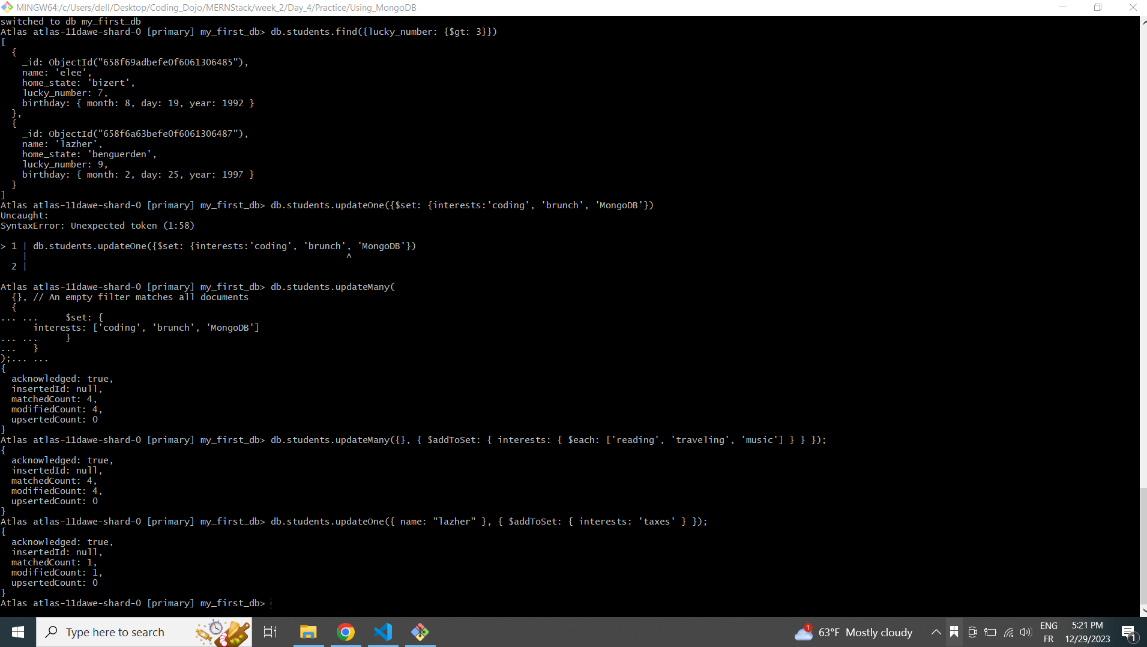 MINGW64:/c/Users/dell/Desktop/Coding_Dojo/MERNStack/week_2/Day_4/Practice/Using_MongoDB
switched to db my_first_db
Atlas atlas-11dawe-shard-0 [primary] my_first_db> db.students.find({lucky_number: {$gt: 3}})
[
  {
    _id: ObjectId("658f69adbefe0f6061306485"),
    name: 'elee',
    home_state: 'bizert',
    lucky_number: 7,
    birthday: { month: 8, day: 19, year: 1992 }
  },
  {
    _id: ObjectId("658f6a63befe0f6061306487"),
    name: 'lazher',
    home_state: 'benguerden',
    lucky_number: 9,
    birthday: { month: 2, day: 25, year: 1997 }
  }
]
Atlas atlas-11dawe-shard-0 [primary] my_first_db> db.students.updateOne({$set: {interests:'coding', 'brunch', 'MongoDB'})
Uncaught:
SyntaxError: Unexpected token (1:58)
> 1 | db.students.updateOne({$set: {interests:'coding', 'brunch', 'MongoDB'})
    |                                                           ^
  2 |
Atlas atlas-11dawe-shard-0 [primary] my_first_db> db.students.updateMany(
  {}, // An empty filter matches all documents
  {
... ...     $set: {
      interests: ['coding', 'brunch', 'MongoDB']
... ...     }
...   }
);... ...
{
  acknowledged: true,
  insertedId: null,
  matchedCount: 4,
  modifiedCount: 4,
  upsertedCount: 0
}
Atlas atlas-11dawe-shard-0 [primary] my_first_db> db.students.updateMany({}, { $addToSet: { interests: { $each: ['reading', 'traveling', 'music'] } } });
{
  acknowledged: true,
  insertedId: null,
  matchedCount: 4,
  modifiedCount: 4,
  upsertedCount: 0
}
Atlas atlas-11dawe-shard-0 [primary] my_first_db> db.students.updateOne({ name: "lazher" }, { $addToSet: { interests: 'taxes' } });
{
  acknowledged: true,
  insertedId: null,
  matchedCount: 1,
  modifiedCount: 1,
  upsertedCount: 0
}
Atlas atlas-11dawe-shard-0 [primary] my_first_db>
Type here to search
1
63°F Mostly cloudy
ENG
FR
5:21 PM
12/29/2023
1